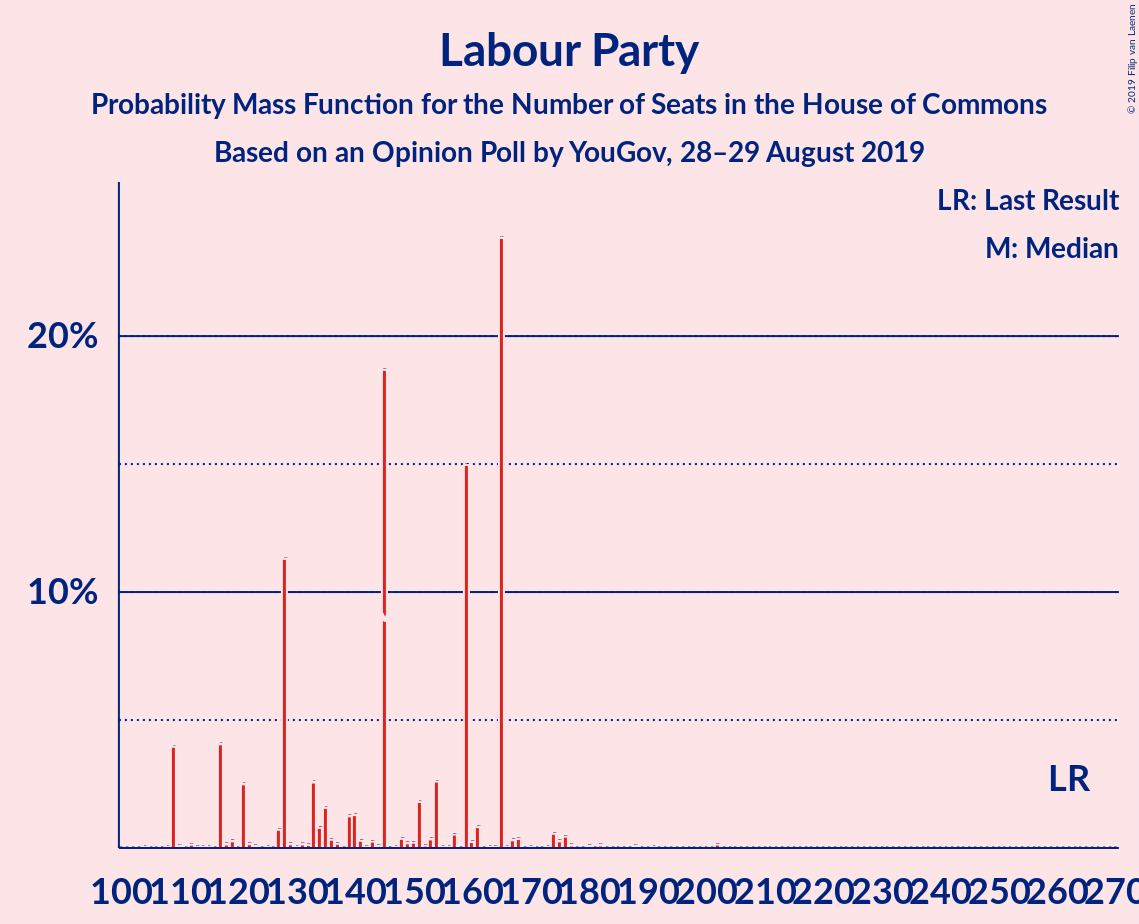 Labour Party
Probability Mass Function for the Number of Seats in the House of Commons
Based on an Opinion Poll by YouGov, 28–29 August 2019
© 2019 Filip van Laenen
LR: Last Result
M: Median
20%
10%
LR
100 110 120 130 140 150 160 170 180 190 200 210 220 230 240 250 260 270